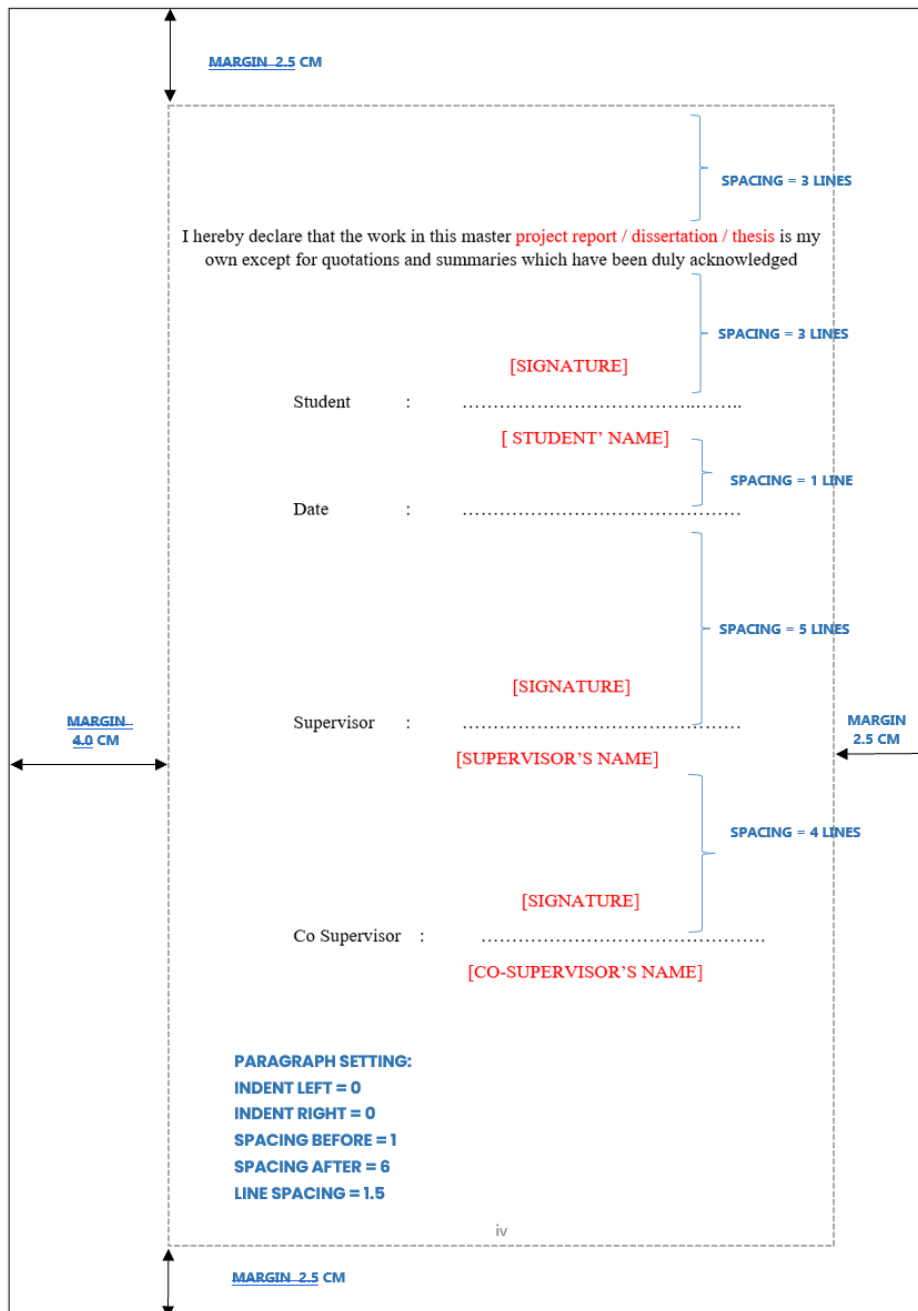 MARGIN 2.5 CM
SPACING = 3 LINES
I hereby declare that the work in this master project report / dissertation / thesis is my
own except for quotations and summaries which have been duly acknowledged
SPACING = 3 LINES
[SIGNATURE]
Student : ………………………………..……..
[ STUDENT’ NAME]
SPACING = 1 LINE
Date : ……………………………………….
SPACING = 5 LINES
[SIGNATURE]
Supervisor : ……………………………………….
[SUPERVISOR’S NAME]
MARGIN
4.0 CM
MARGIN
2.5 CM
SPACING = 4 LINES
[SIGNATURE]
Co Supervisor : ……………………………………….
[CO-SUPERVISOR’S NAME]
PARAGRAPH SETTING:
INDENT LEFT = 0
INDENT RIGHT = 0
SPACING BEFORE = 1
SPACING AFTER = 6
LINE SPACING = 1.5
iv
MARGIN 2.5 CM